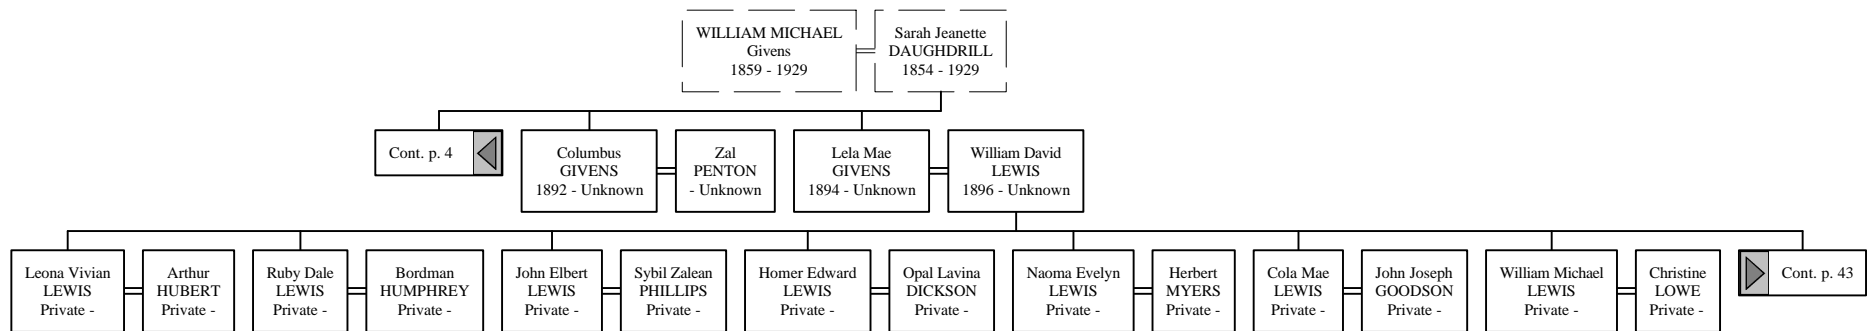 WILLIAM MICHAEL
Givens
1859 - 1929
Sarah Jeanette
DAUGHDRILL
1854 - 1929
Cont. p. 4
Columbus
GIVENS
1892 - Unknown
Zal
PENTON
- Unknown
Lela Mae
GIVENS
1894 - Unknown
William David
LEWIS
1896 - Unknown
Leona Vivian
LEWIS
Private -
Arthur
HUBERT
Private -
Ruby Dale
LEWIS
Private -
Bordman
HUMPHREY
Private -
John Elbert
LEWIS
Private -
Sybil Zalean
PHILLIPS
Private -
Homer Edward
LEWIS
Private -
Opal Lavina
DICKSON
Private -
Naoma Evelyn
LEWIS
Private -
Herbert
MYERS
Private -
Cola Mae
LEWIS
Private -
John Joseph
GOODSON
Private -
William Michael
LEWIS
Private -
Christine
LOWE
Private -
Cont. p. 43